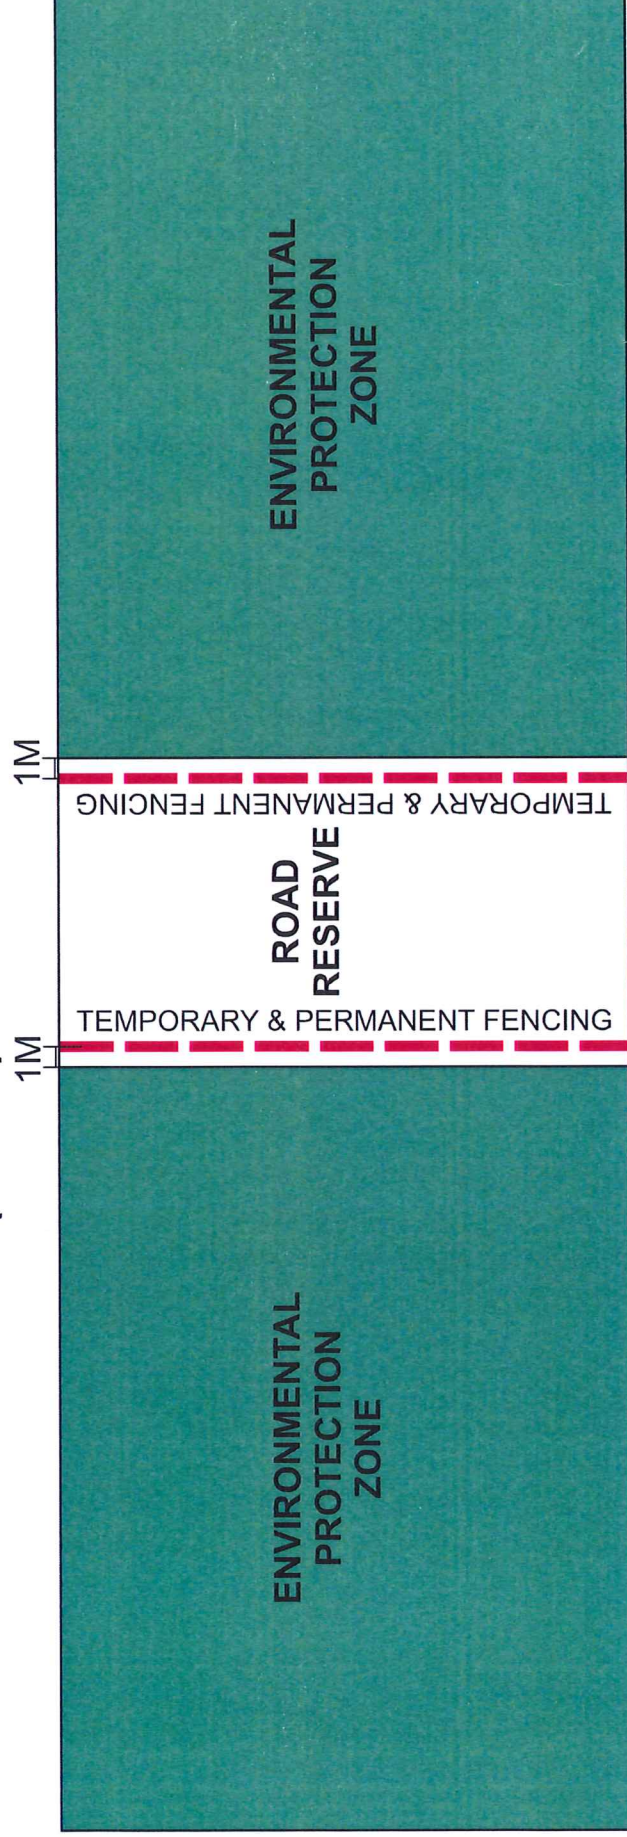 1M
ENVIRONMENTAL
PROTECTION
ZONE
TEMPORARY & PERMANENT FENCING
ROAD
RESERVE
TEMPORARY & PERMANENT FENCING
1M
ENVIRONMENTAL
PROTECTION
ZONE